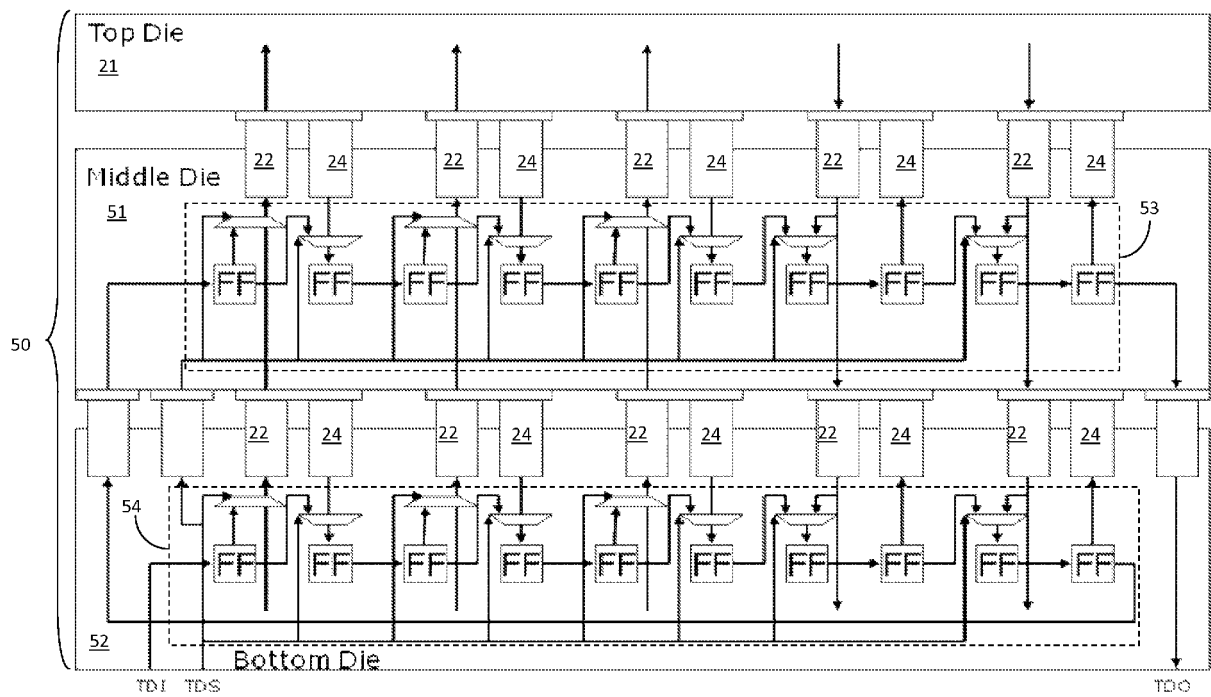 Top Die
21
22 24 22 24 22 24 22 24 22 24
Middle Die
51
53
FF FF FF FF FF FF FF FF FF FF
50
22 24 22 24 22 24 22 24 22 24
54
FF FF FF FF FF FF FF FF FF FF
52
Bottom Die
TDI TDS TDO